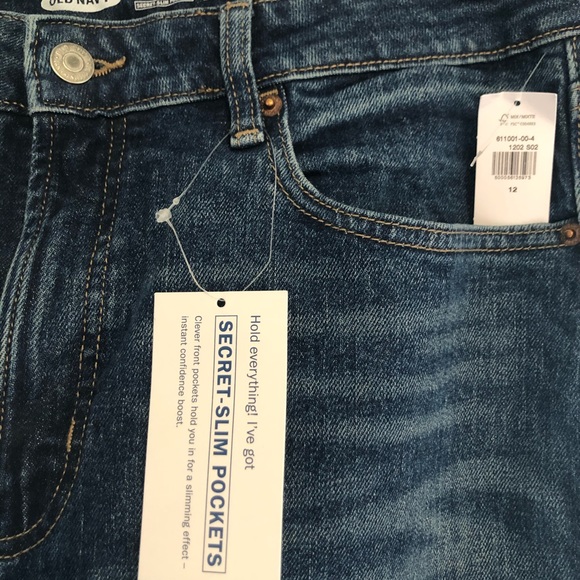 OLD NAVY
SECRET-SLIM
611001-00-4
1202 S02
12
Hold everything! I've got
SECRET-SLIM POCKETS
Clever front pockets hold you in for a slimming effect –
instant confidence boost.